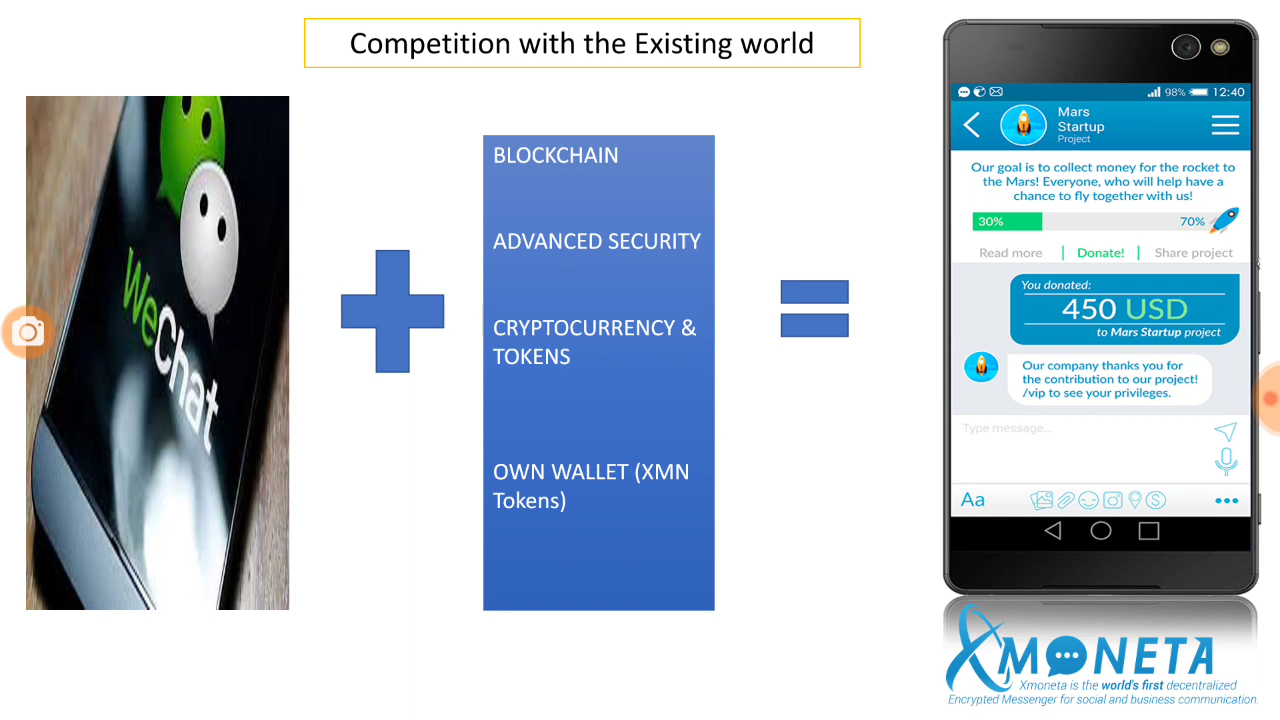 Competition with the Existing world
WeChat
BLOCKCHAIN
ADVANCED SECURITY
CRYPTOCURRENCY &
TOKENS
OWN WALLET (XMN
Tokens)
98% 12:40
Mars
Startup
Project
Our goal is to collect money for the rocket to
the Mars! Everyone, who will help have a
chance to fly together with us!
30% 70%
Read more | Donate! | Share project
You donated:
450 USD
to Mars Startup project
Our company thanks you for
the contribution to our project!
/vip to see your privileges.
Type message...
Aa
XMONETA
Xmoneta is the world's first decentralized
Encrypted Messenger for social and business communication.